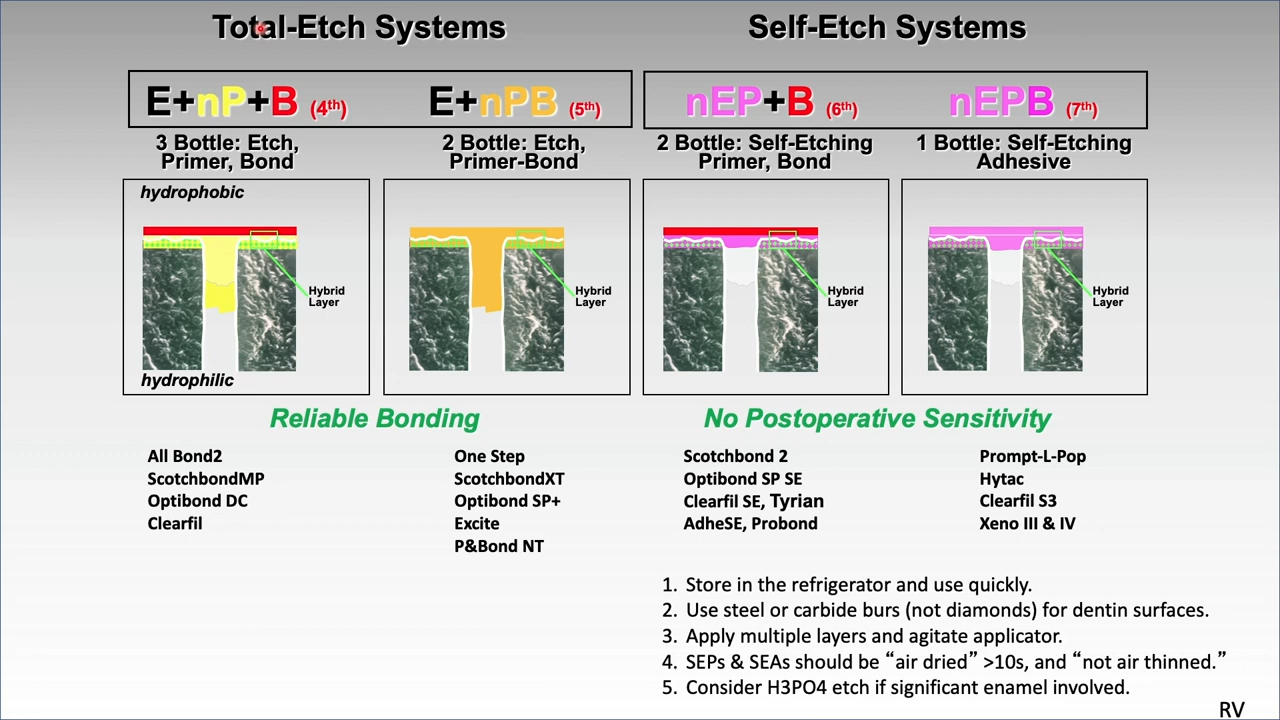 Total-Etch Systems
Self-Etch Systems
E+nP+B (4th)
E+nPB (5th)
nEP+B (6th)
nEPB (7th)
3 Bottle: Etch,
Primer, Bond
2 Bottle: Etch,
Primer-Bond
2 Bottle: Self-Etching
Primer, Bond
1 Bottle: Self-Etching
Adhesive
hydrophobic
Hybrid
Layer
hydrophilic
Hybrid
Layer
Hybrid
Layer
Hybrid
Layer
Reliable Bonding
No Postoperative Sensitivity
All Bond2
ScotchbondMP
Optibond DC
Clearfil
One Step
ScotchbondXT
Optibond SP+
Excite
P&Bond NT
Scotchbond 2
Optibond SP SE
Clearfil SE, Tyrian
AdheSE, Probond
Prompt-L-Pop
Hytac
Clearfil S3
Xeno III & IV
1. Store in the refrigerator and use quickly.
2. Use steel or carbide burs (not diamonds) for dentin surfaces.
3. Apply multiple layers and agitate applicator.
4. SEPs & SEAs should be “air dried” >10s, and “not air thinned.”
5. Consider H3PO4 etch if significant enamel involved.
RV